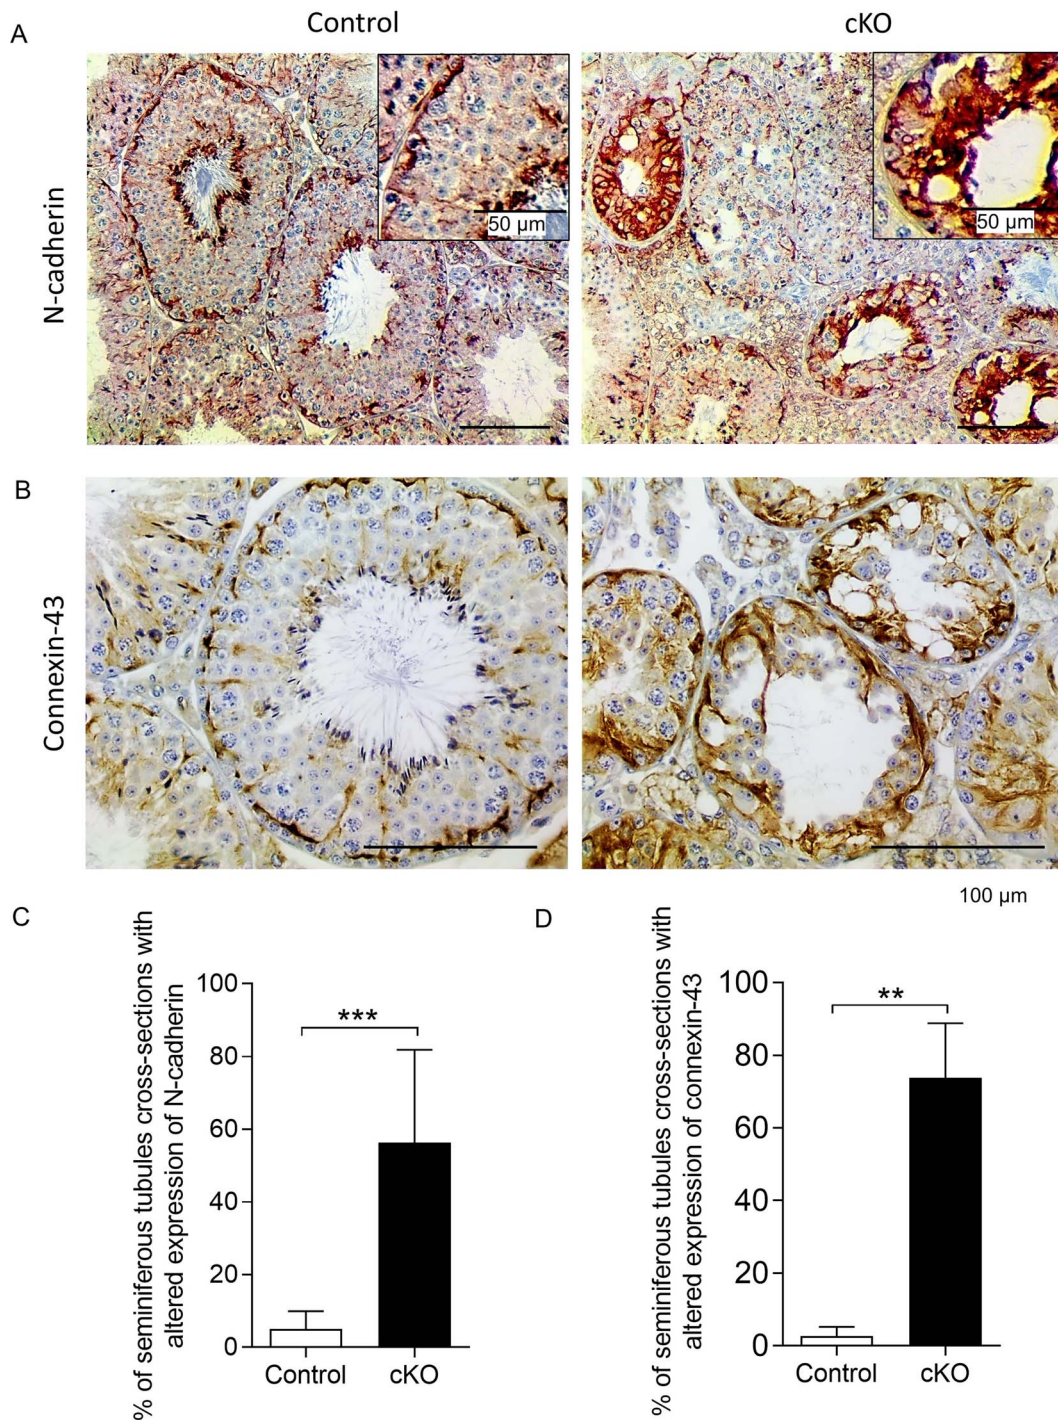 Control
cKO
A
N-cadherin
50 µm
50 µm
B
Connexin-43
100 µm
C
% of seminiferous tubules cross-sections with
altered expression of N-cadherin
100
80
60
40
20
0
***
Control
cKO
D
% of seminiferous tubules cross-sections with
altered expression of connexin-43
100
80
60
40
20
0
**
Control
cKO